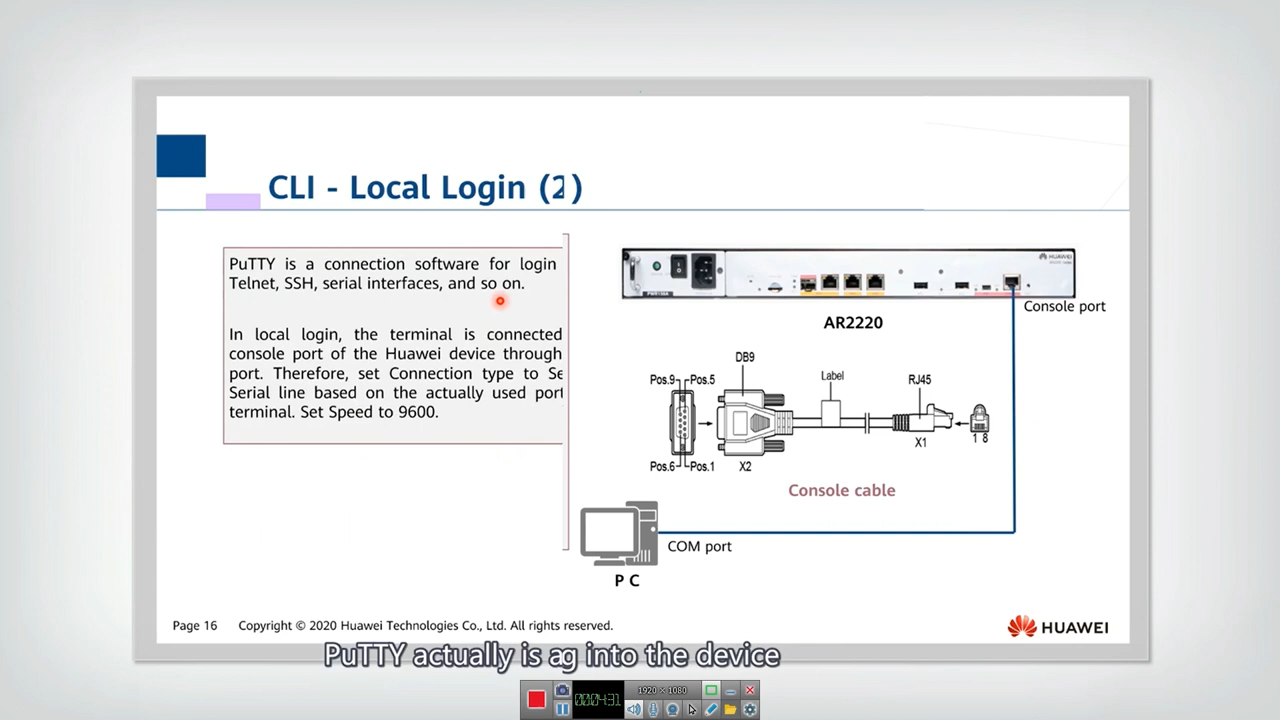 CLI - Local Login (2)
PuTTY is a connection software for login
Telnet, SSH, serial interfaces, and so on.
In local login, the terminal is connected
console port of the Huawei device through
port. Therefore, set Connection type to Se
Serial line based on the actually used port
terminal. Set Speed to 9600.
HUAWEI
Console port
AR2220
DB9
Pos.9
Pos.5
Label
RJ45
X1
1 8
Pos.6
Pos.1
X2
Console cable
COM port
P C
Page 16
Copyright © 2020 Huawei Technologies Co., Ltd. All rights reserved.
HUAWEI
PuTTY actually is ag into the device
1920 × 1080
000:04:31